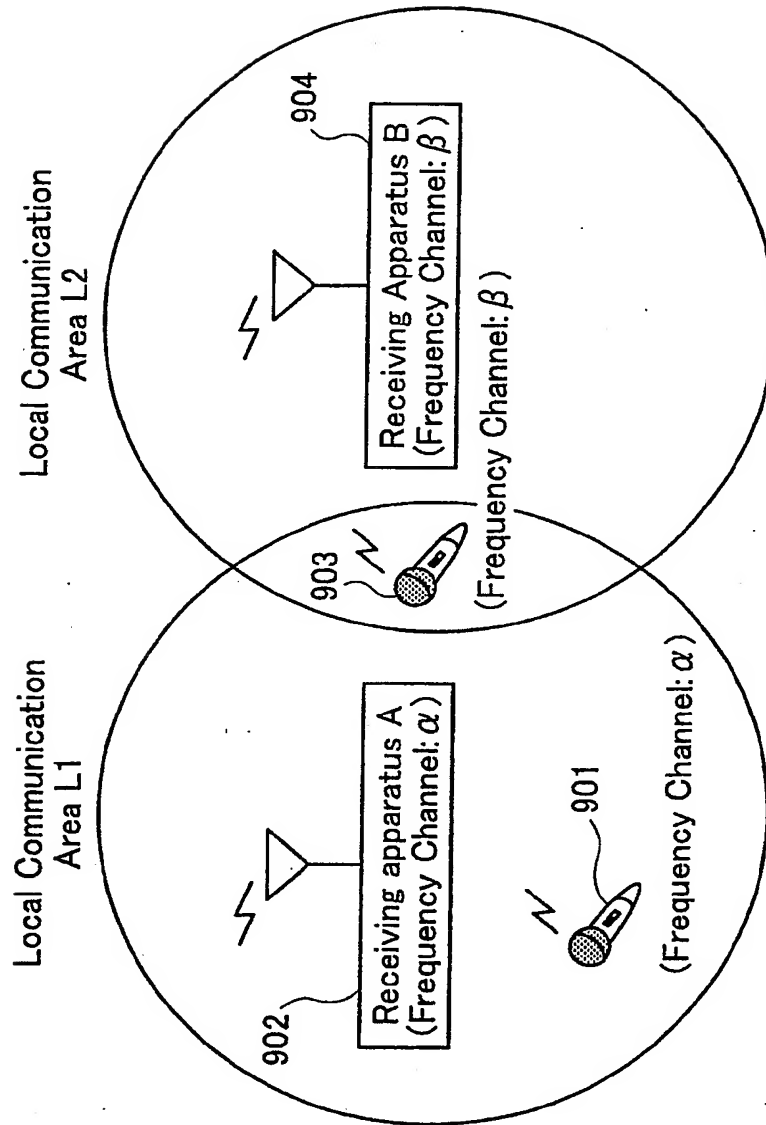 Local Communication
Area L1
Local Communication
Area L2
902
Receiving apparatus A
(Frequency Channel: α)
901
(Frequency Channel: α)
903
(Frequency Channel: β)
904
Receiving Apparatus B
(Frequency Channel: β)